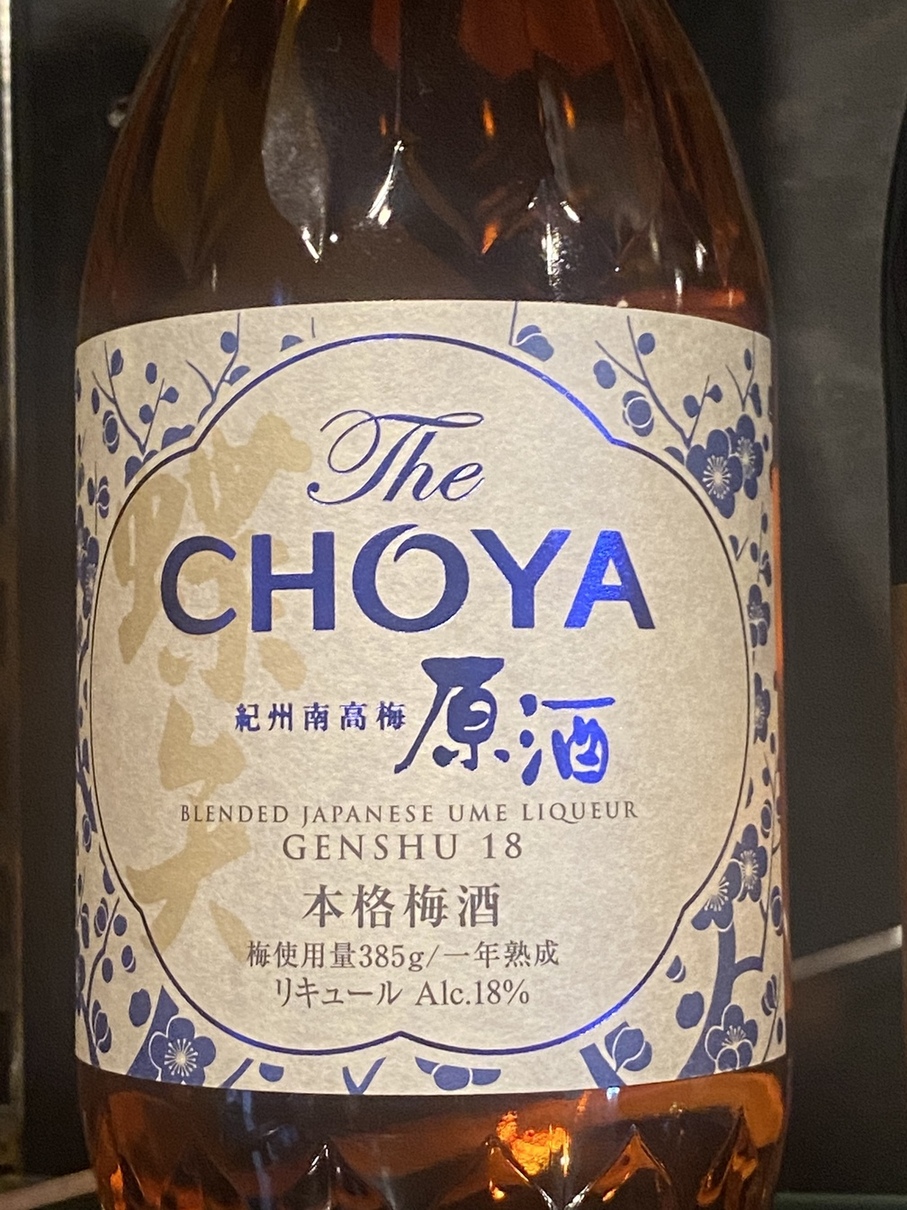 The
CHOYA
紀州南高梅 原酒
BLENDED JAPANESE UME LIQUEUR
GENSHU 18
本格梅酒
梅使用量385g/一年熟成
リキュール Alc.18%
蝶矢